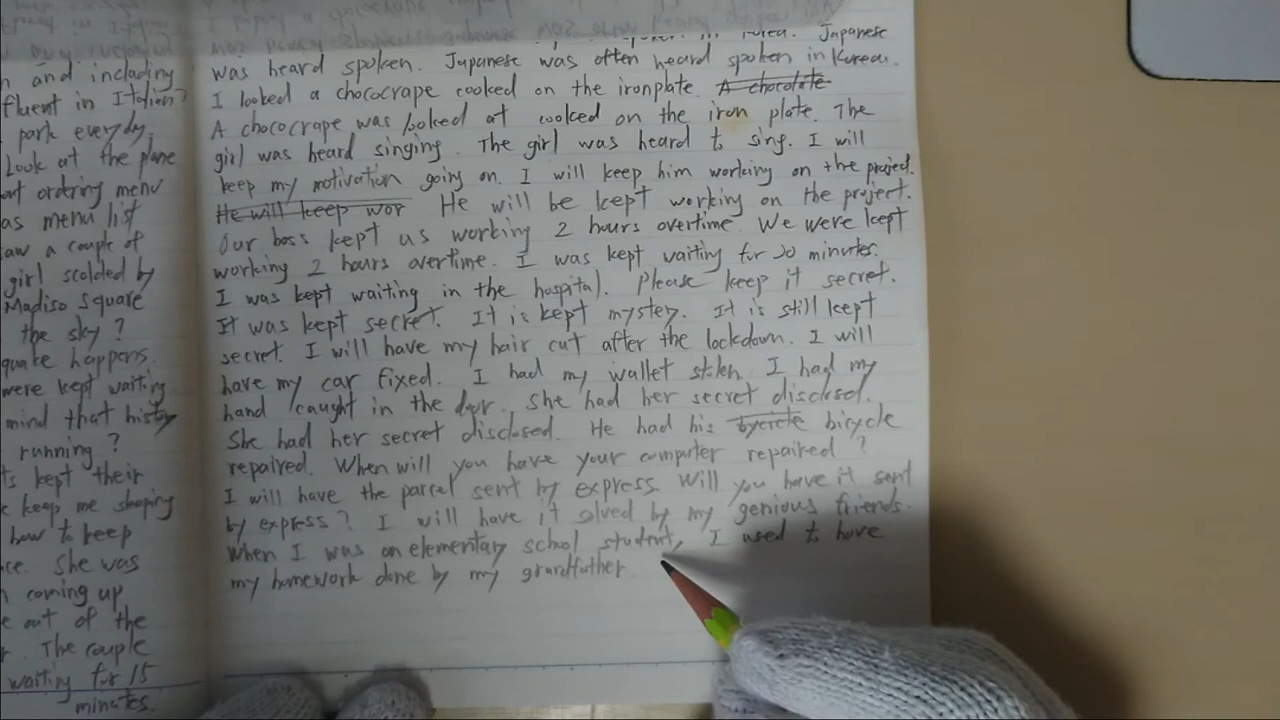 n and including
fluent in Italian?
park everyday.
Look at the plane
out ordering menu
as menu list
aw a couple of
girl scolded by
Madiso Square
the sky?
quake happens.
were kept waiting
mind that history
running?
ts kept their
keep me shaping
how to keep
ce. She was
n coming up
e out of the
r. The couple
waiting for 15
minutes.
Korea. Japanese
was heard spoken. Japanese was often heard spoken in Korean.
I looked a chococrape cooked on the ironplate. A chocolate
A chococrape was looked at cooked on the iron plate. The
girl was heard singing. The girl was heard to sing. I will
keep my motivation going on. I will keep him working on the project.
He will keep wor He will be kept working on the project.
Our boss kept us working 2 hours overtime. We were kept
working 2 hours overtime. I was kept waiting for 20 minutes.
I was kept waiting in the hospital. Please keep it secret.
It was kept secret. It is kept mystery. It is still kept
secret. I will have my hair cut after the lockdown. I will
have my car fixed. I had my wallet stolen. I had my
hand caught in the door. She had her secret disclosed.
She had her secret disclosed. He had his bycicle bicycle
repaired. When will you have your computer repaired?
I will have the parcel sent by express. Will you have it sent
by express? I will have it solved by my genious friends.
When I was an elementary school student, I used to have
my homework done by my grandfather.